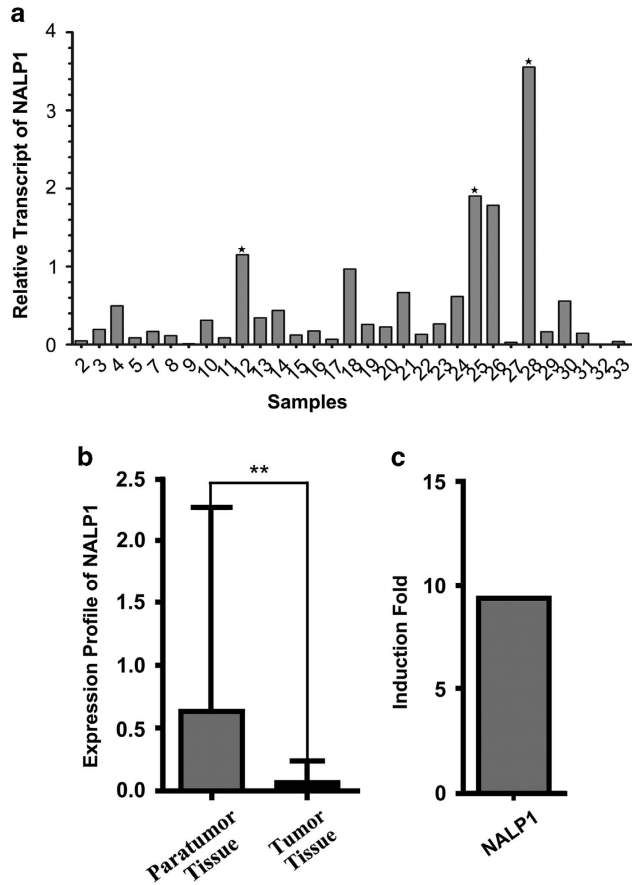 a
Relative Transcript of NALP1
4
3
2
1
0
2 3 4 5 7 8 9 10 11 12 13 14 15 16 17 18 19 20 21 22 23 24 25 26 27 28 29 30 31 32 33
Samples
b
Expression Profile of NALP1
2.5
2.0
1.5
1.0
0.5
0.0
**
Paratumor
Tissue
Tumor
Tissue
c
Induction Fold
15
10
5
0
NALP1